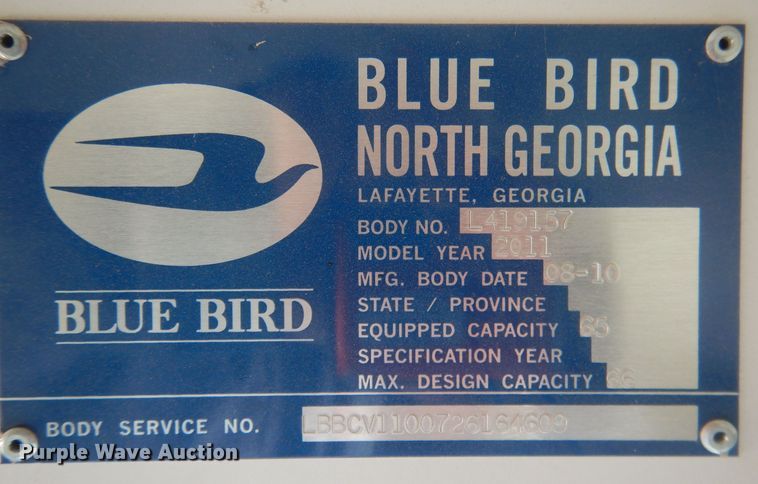 BLUE BIRD
NORTH GEORGIA
LAFAYETTE, GEORGIA
BODY NO. L419157
MODEL YEAR 2011
MFG. BODY DATE 08-10
STATE / PROVINCE
EQUIPPED CAPACITY 65
SPECIFICATION YEAR
MAX. DESIGN CAPACITY 66
BLUE BIRD
BODY SERVICE NO. LBBCV1100726164609
Purple Wave Auction